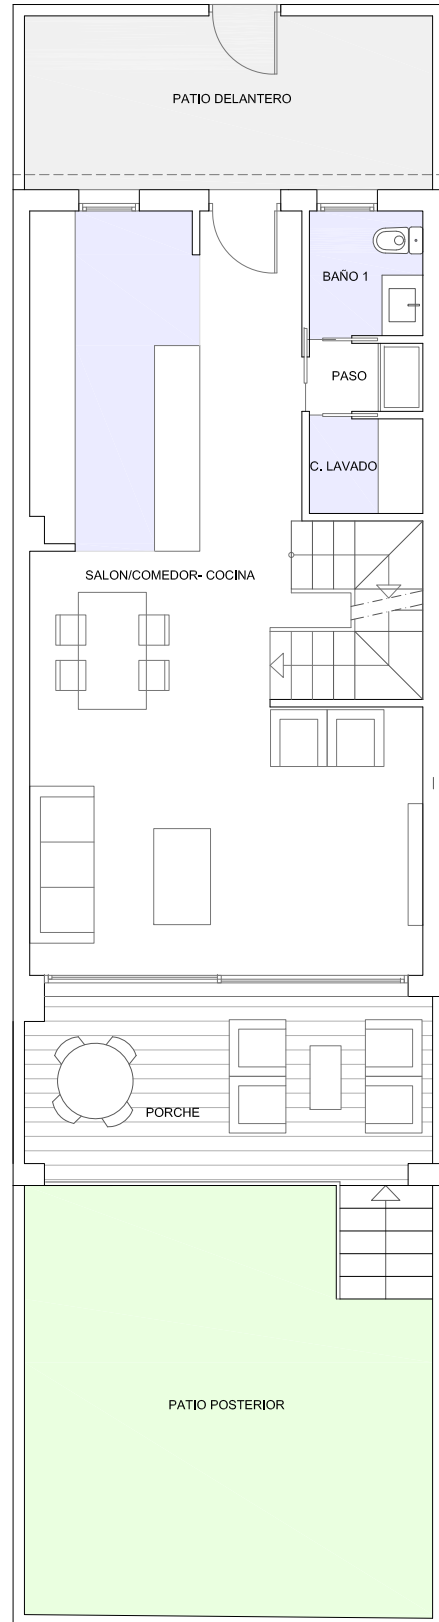 PATIO DELANTERO
BAÑO 1
PASO
C. LAVADO
SALON/COMEDOR- COCINA
PORCHE
PATIO POSTERIOR